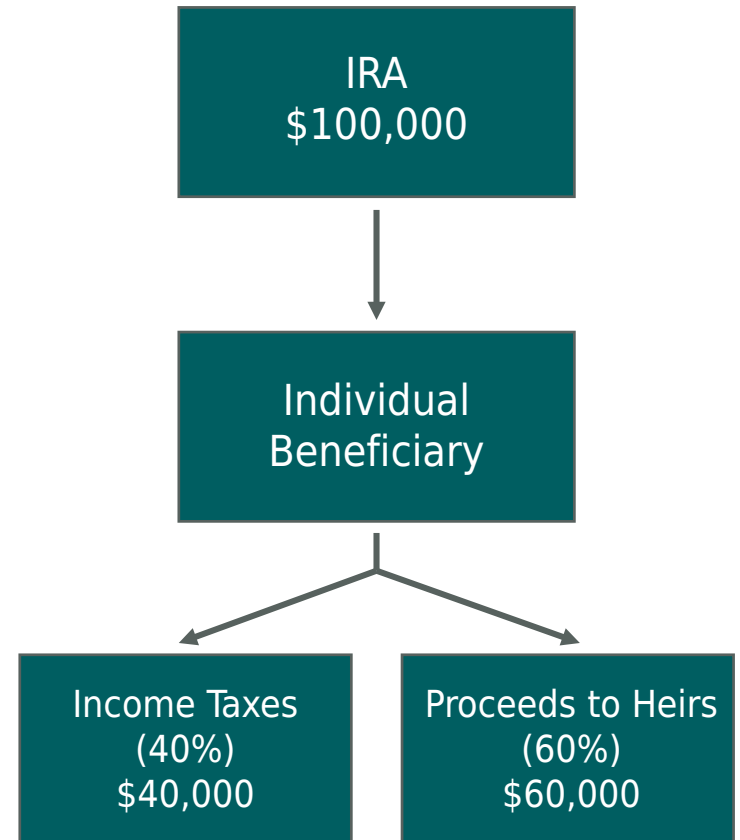 IRA
$100,000
Individual
Beneficiary
Income Taxes
(40%)
$40,000
Proceeds to Heirs
(60%)
$60,000